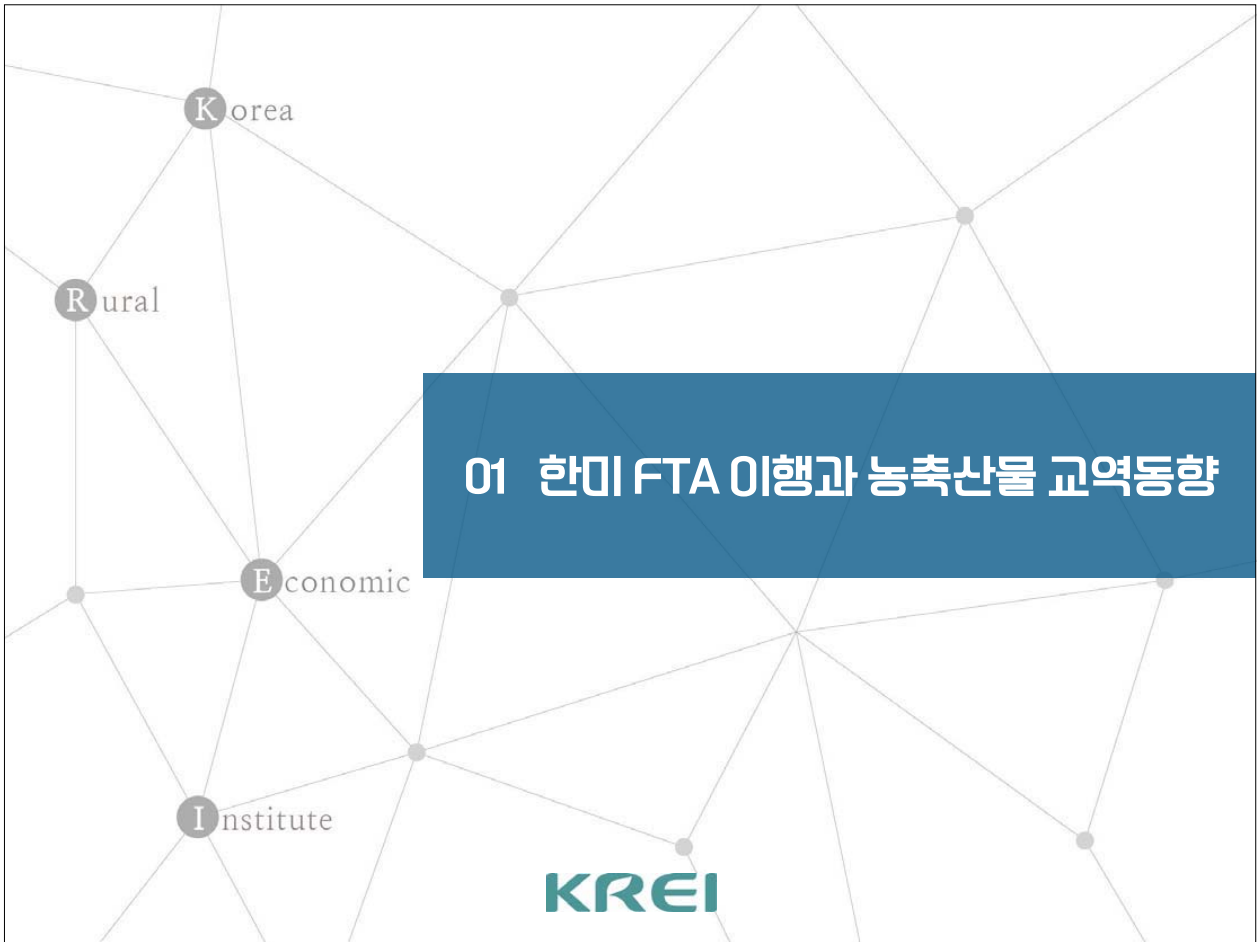 Korea
Rural
01 한미 FTA 이행과 농축산물 교역동향
Economic
Institute
KREI